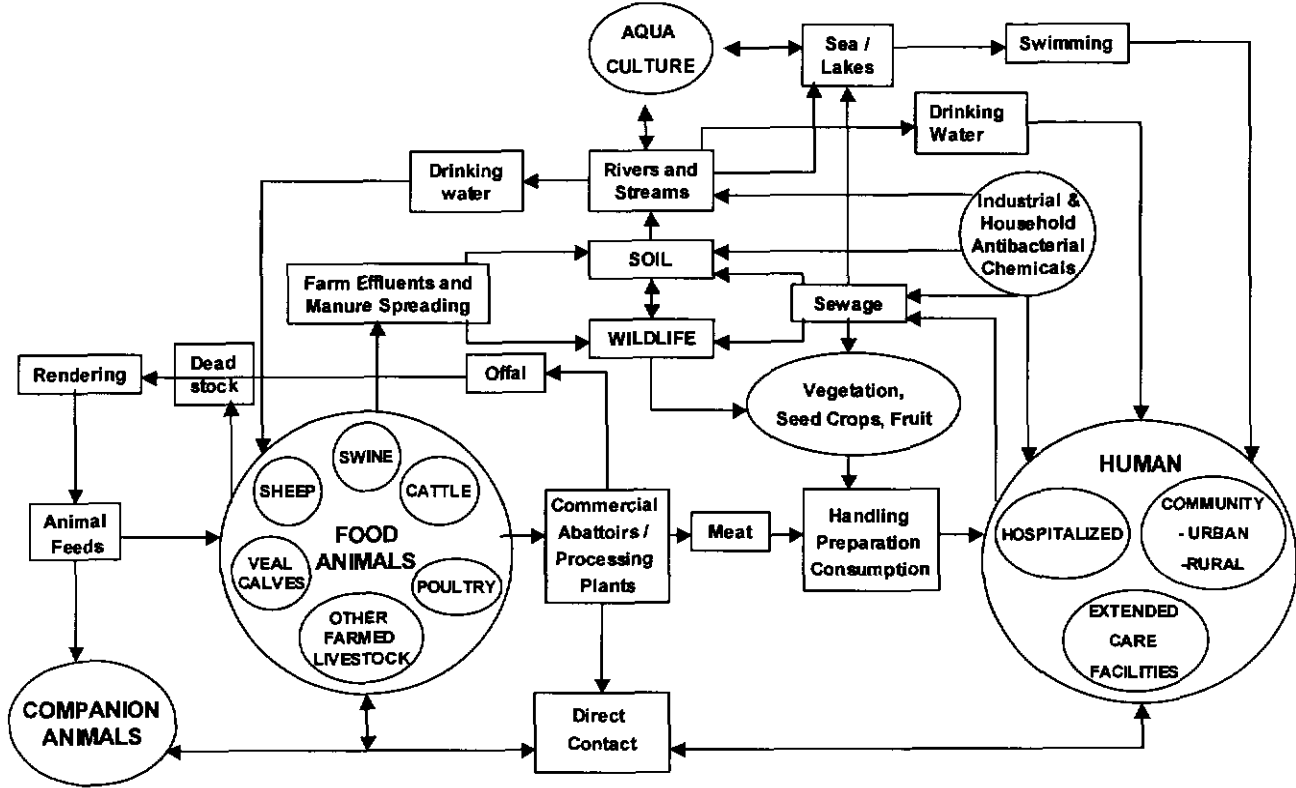 AQUA
CULTURE
Sea /
Lakes
Swimming
Drinking
Water
Drinking
water
Rivers and
Streams
Industrial &
Household
Antibacterial
Chemicals
SOIL
Farm Effluents and
Manure Spreading
Sewage
WILDLIFE
Rendering
Dead
stock
Offal
Vegetation,
Seed Crops, Fruit
SWINE
SHEEP
CATTLE
FOOD
ANIMALS
VEAL
CALVES
POULTRY
OTHER
FARMED
LIVESTOCK
Animal
Feeds
Commercial
Abattoirs /
Processing
Plants
Meat
Handling
Preparation
Consumption
HUMAN
HOSPITALIZED
COMMUNITY
- URBAN
-RURAL
EXTENDED
CARE
FACILITIES
COMPANION
ANIMALS
Direct
Contact